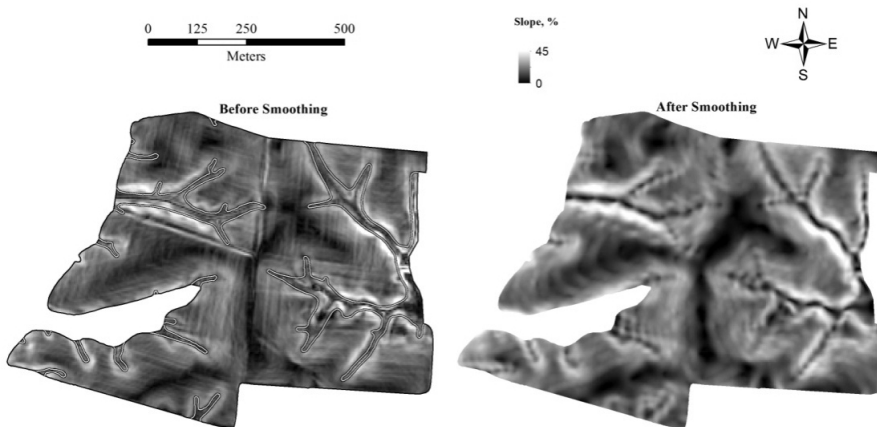 0 125 250 500
Meters
Slope, %
45
0
N
W E
S
Before Smoothing
After Smoothing